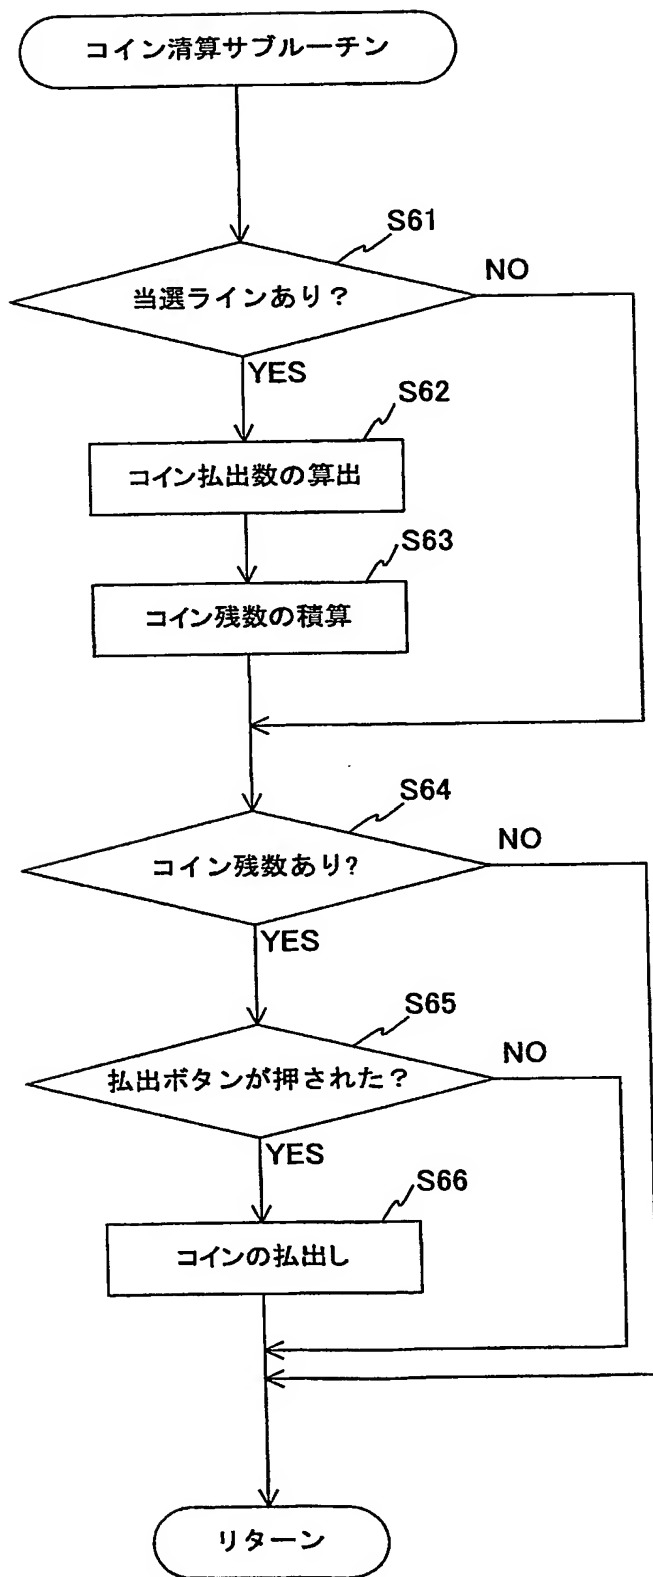 コイン清算サブルーチン
S61
当選ラインあり？
NO
YES
S62
コイン払出数の算出
S63
コイン残数の積算
S64
コイン残数あり?
NO
YES
S65
払出ボタンが押された？
NO
YES
S66
コインの払出し
リターン